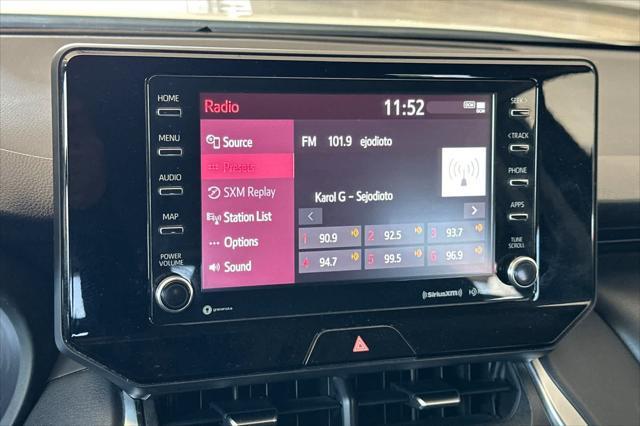 HOME
MENU
AUDIO
MAP
POWER
VOLUME
Radio 11:52
Source
Presets
SXM Replay
Station List
Options
Sound
FM 101.9 ejodioto
Karol G - Sejodioto
1 90.9 2 92.5 3 93.7
4 94.7 5 99.5 6 96.9
SEEK>
<TRACK
PHONE
APPS
TUNE
SCROLL
gracenote
((SiriusXM))